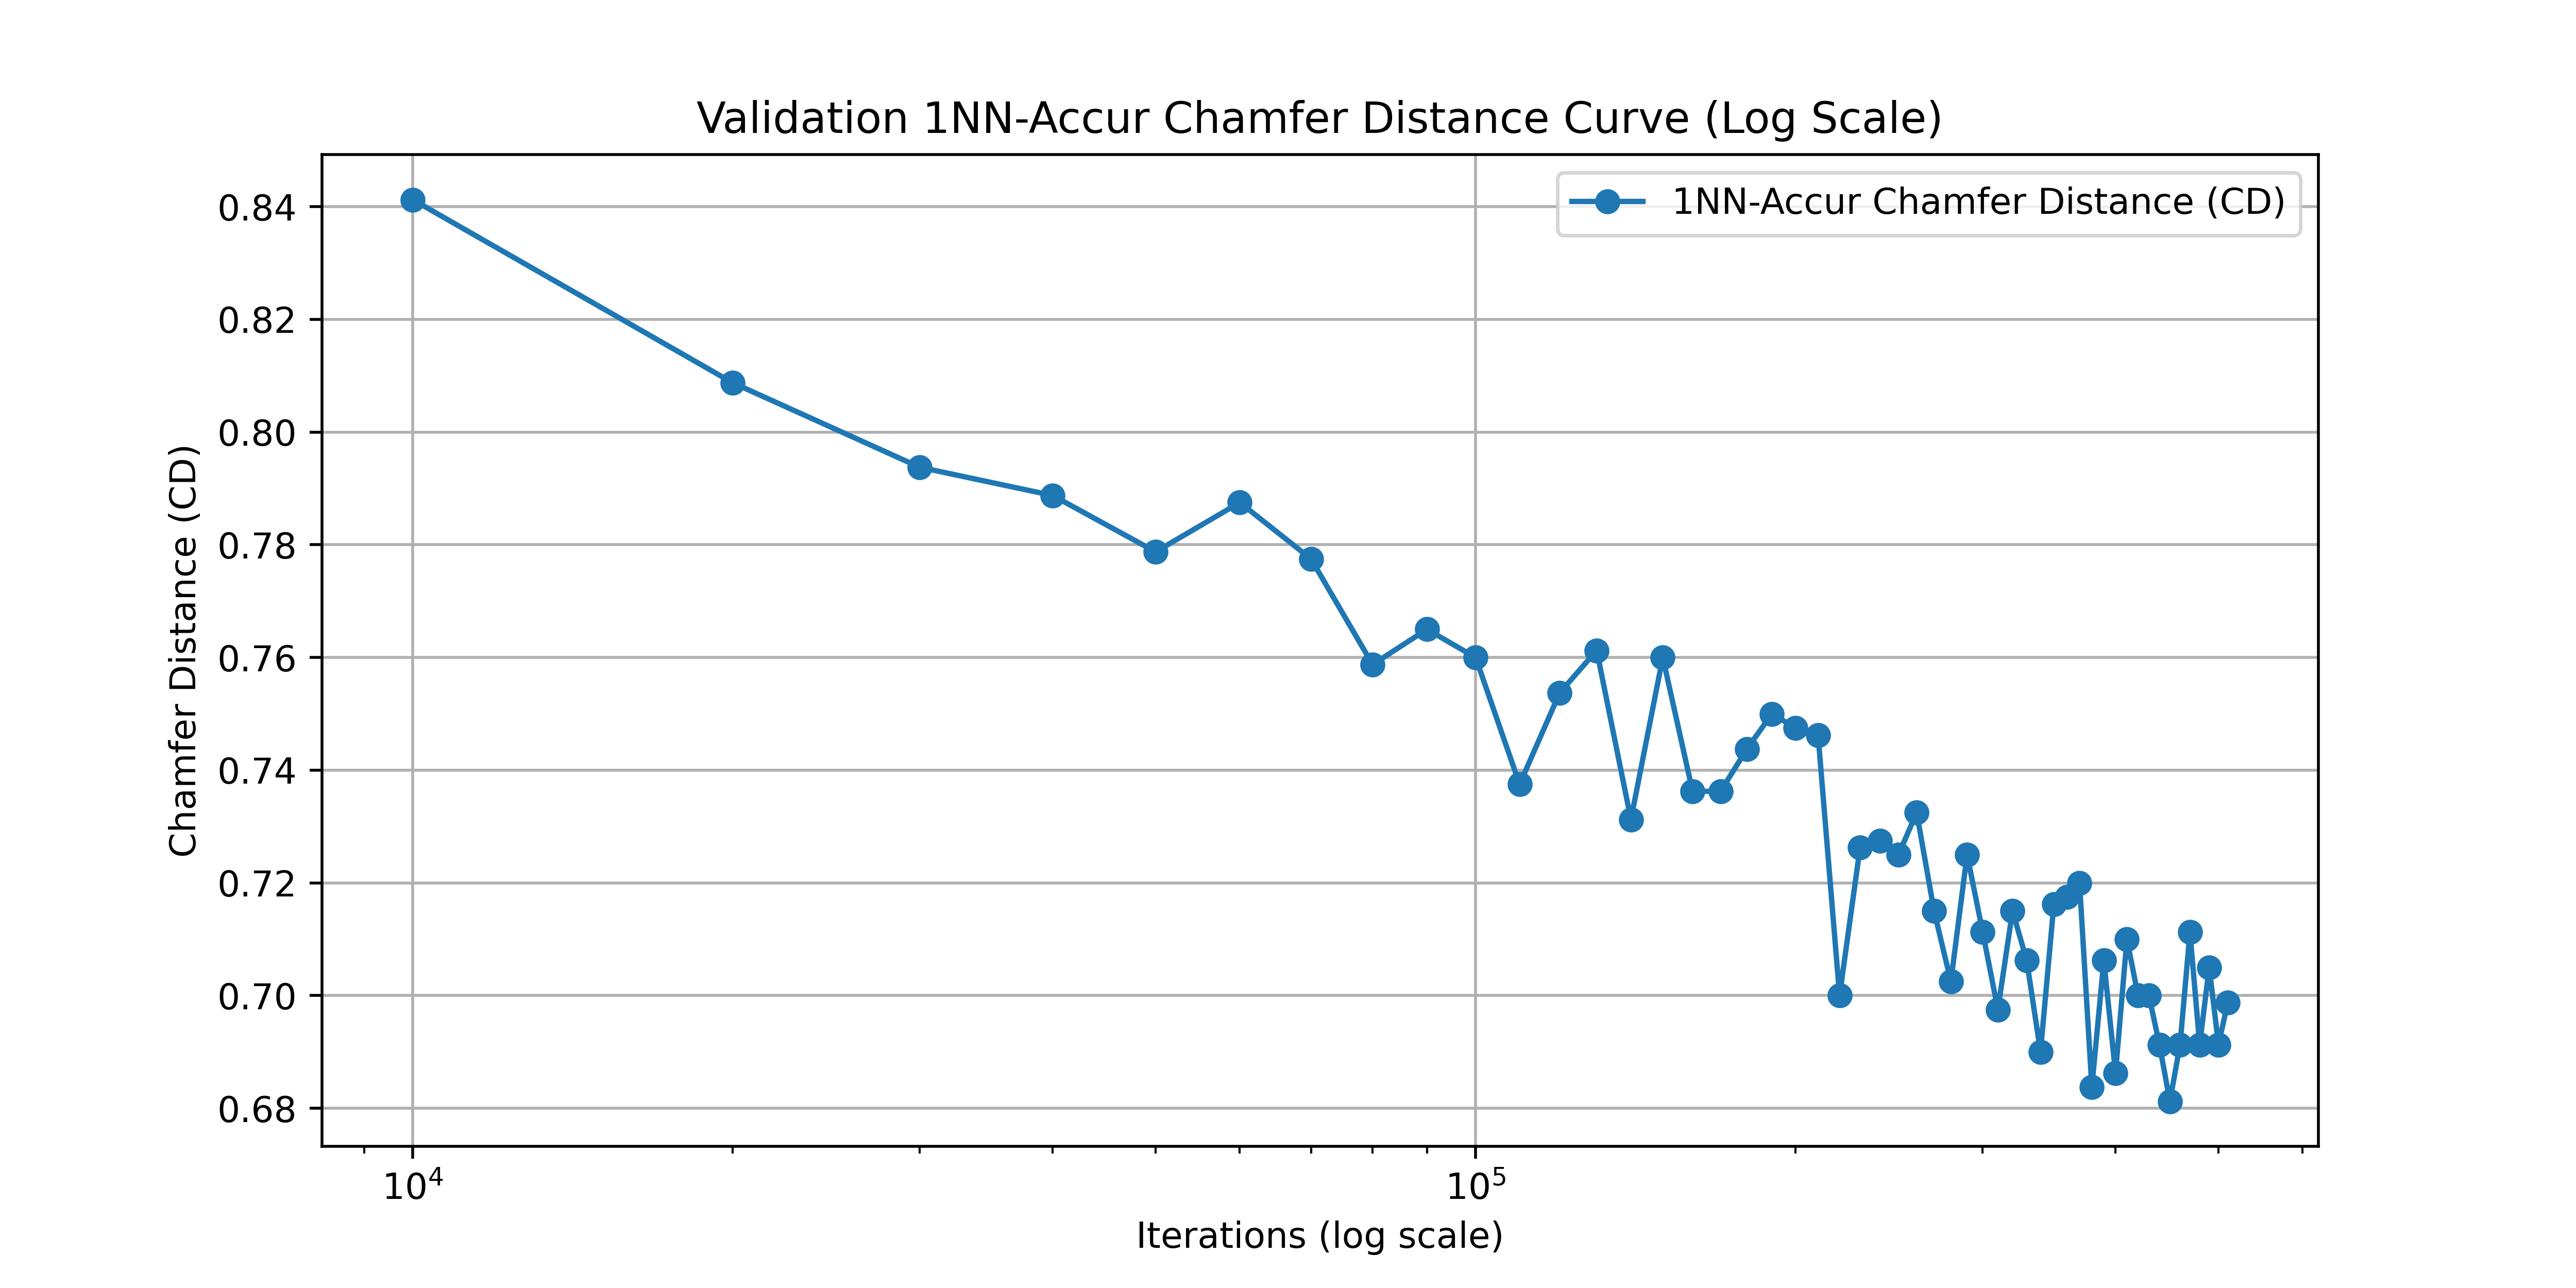 Validation 1NN-Accur Chamfer Distance Curve (Log Scale)
1NN-Accur Chamfer Distance (CD)
Chamfer Distance (CD)
0.84
0.82
0.80
0.78
0.76
0.74
0.72
0.70
0.68
10⁴
10⁵
Iterations (log scale)